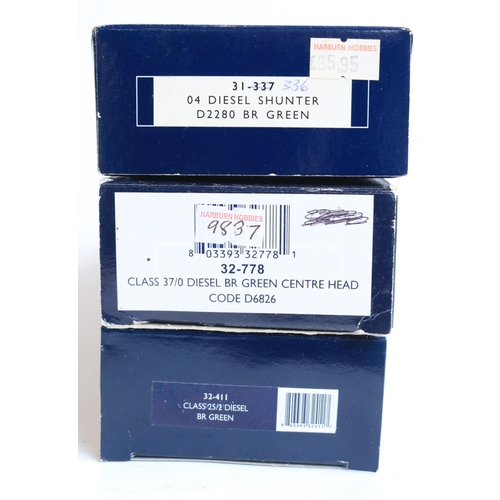 HARBURN HOBBIES
£35.95
31-337 336
04 DIESEL SHUNTER
D2280 BR GREEN
HARBURN HOBBIES
9837
8 03393 32778 1
32-778
CLASS 37/0 DIESEL BR GREEN CENTRE HEAD
CODE D6826
32-411
CLASS 25/2 DIESEL
BR GREEN